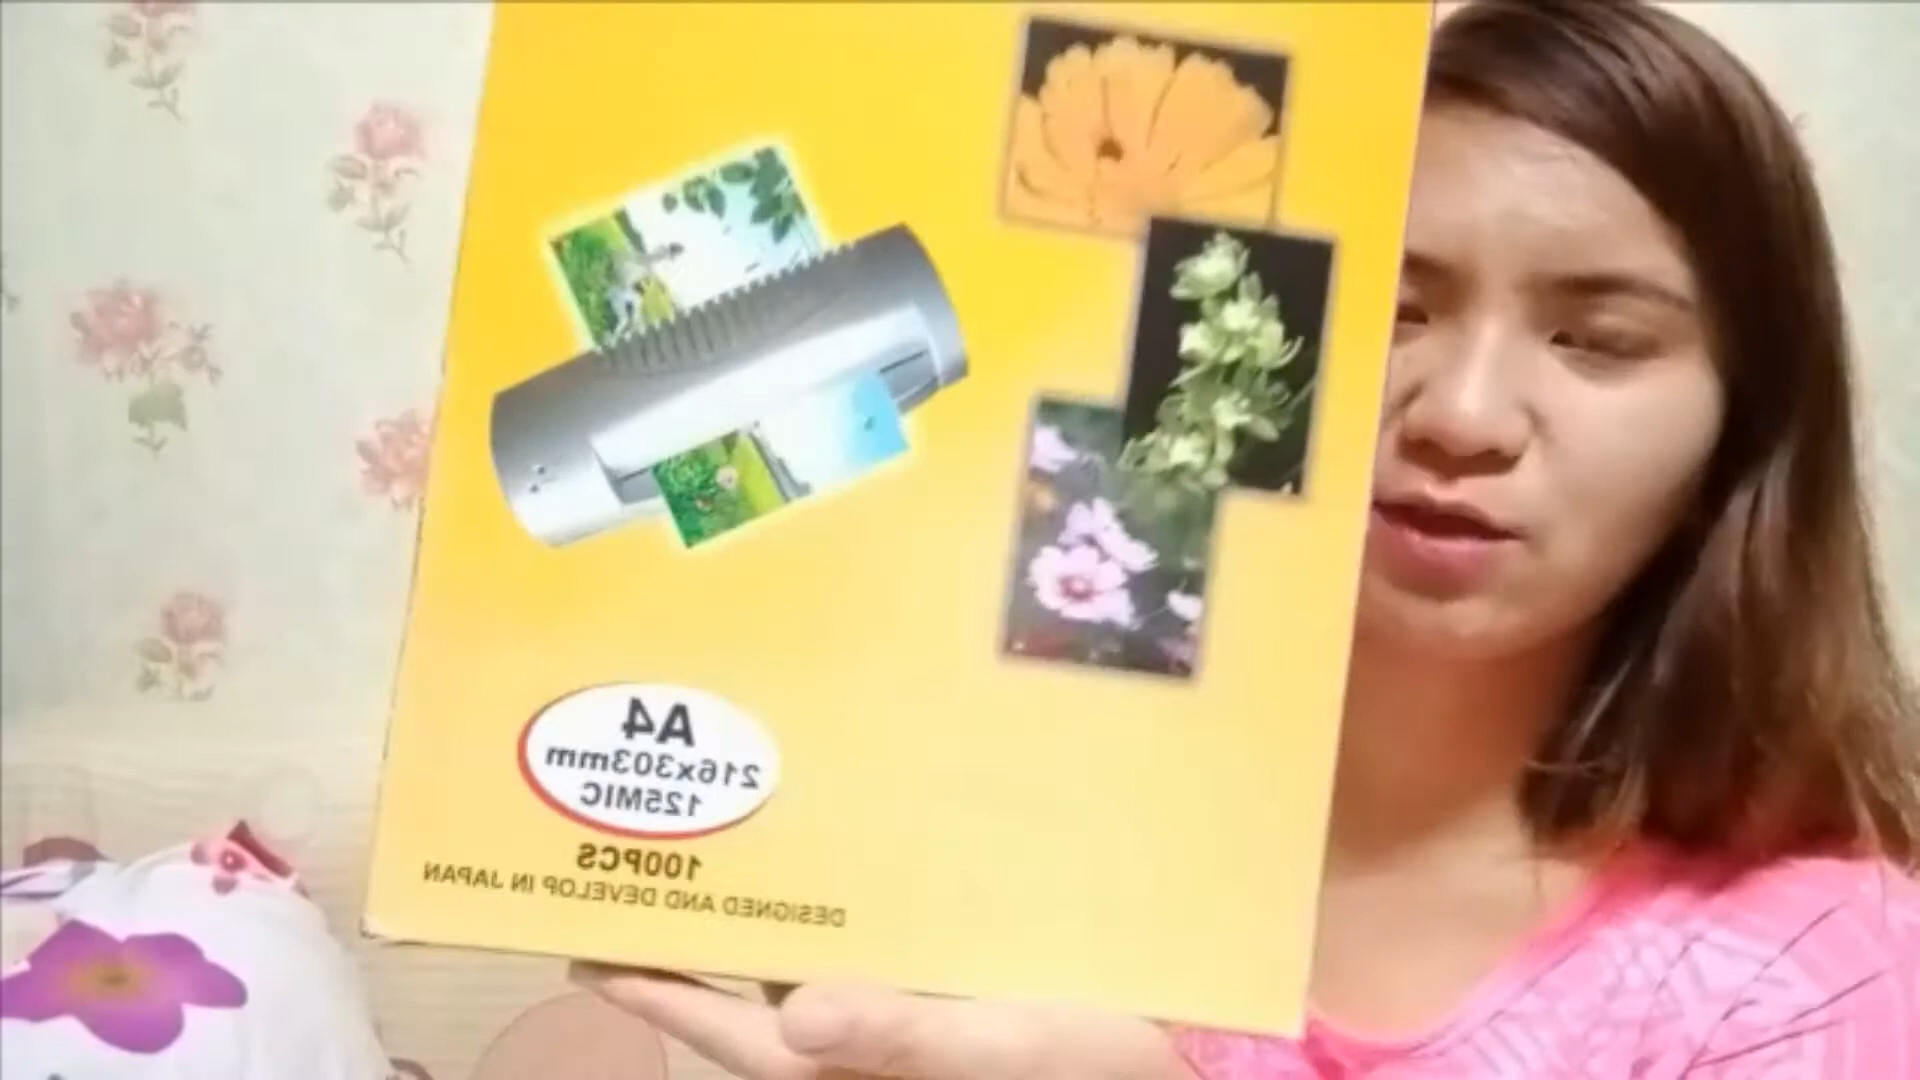 A4
216x303mm
125MIC
100PCS
DESIGNED AND DEVELOP IN JAPAN